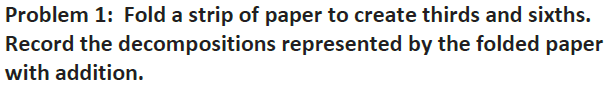 Problem 1:  Fold a strip of paper to create thirds and sixths.
Record the decompositions represented by the folded paper
with addition.